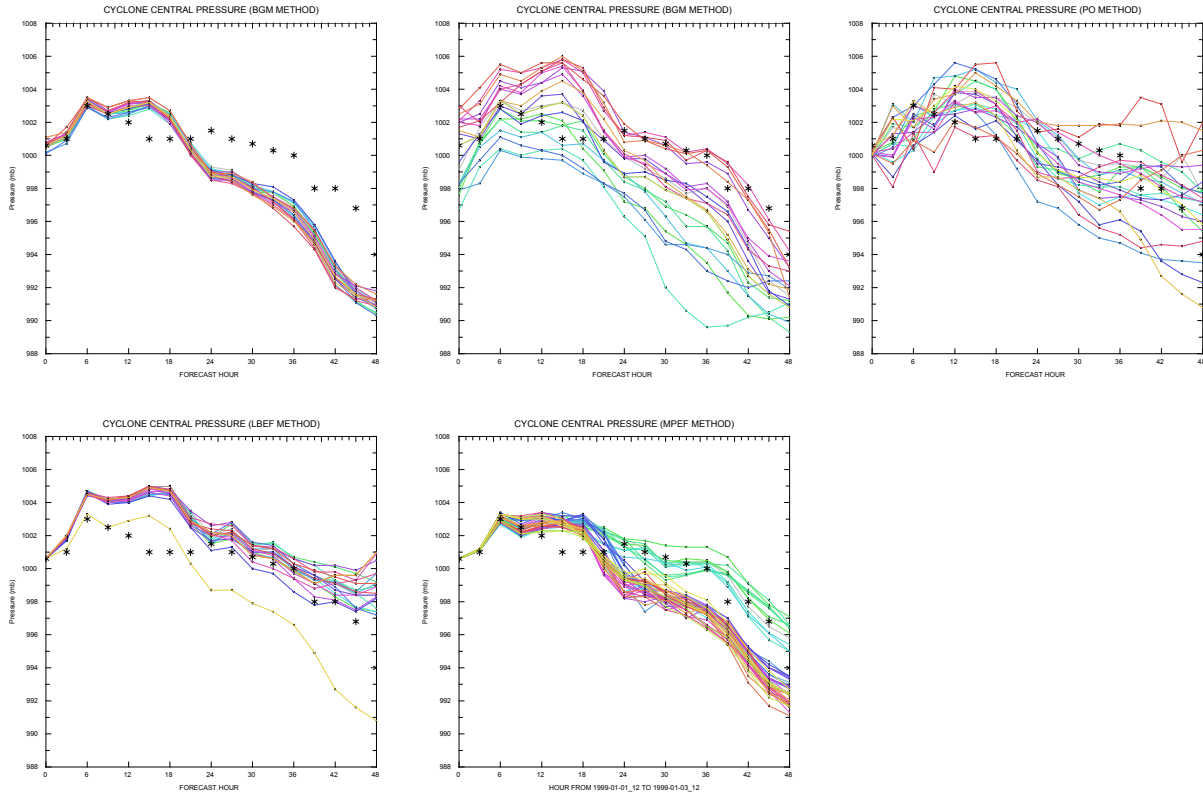 CYCLONE CENTRAL PRESSURE (BGM METHOD)
1008
1006
1004
1002
1000
998
996
994
992
990
988
Pressure (mb)
0 6 12 18 24 30 36 42 48
FORECAST HOUR
CYCLONE CENTRAL PRESSURE (BGM METHOD)
1008
1006
1004
1002
1000
998
996
994
992
990
988
Pressure (mb)
0 6 12 18 24 30 36 42 48
FORECAST HOUR
CYCLONE CENTRAL PRESSURE (PO METHOD)
1008
1006
1004
1002
1000
998
996
994
992
990
988
Pressure (mb)
0 6 12 18 24 30 36 42 48
FORECAST HOUR
CYCLONE CENTRAL PRESSURE (LBEF METHOD)
1008
1006
1004
1002
1000
998
996
994
992
990
988
Pressure (mb)
0 6 12 18 24 30 36 42 48
FORECAST HOUR
CYCLONE CENTRAL PRESSURE (MPEF METHOD)
1008
1006
1004
1002
1000
998
996
994
992
990
988
Pressure (mb)
0 6 12 18 24 30 36 42 48
HOUR FROM 1999-01-01_12 TO 1999-01-03_12